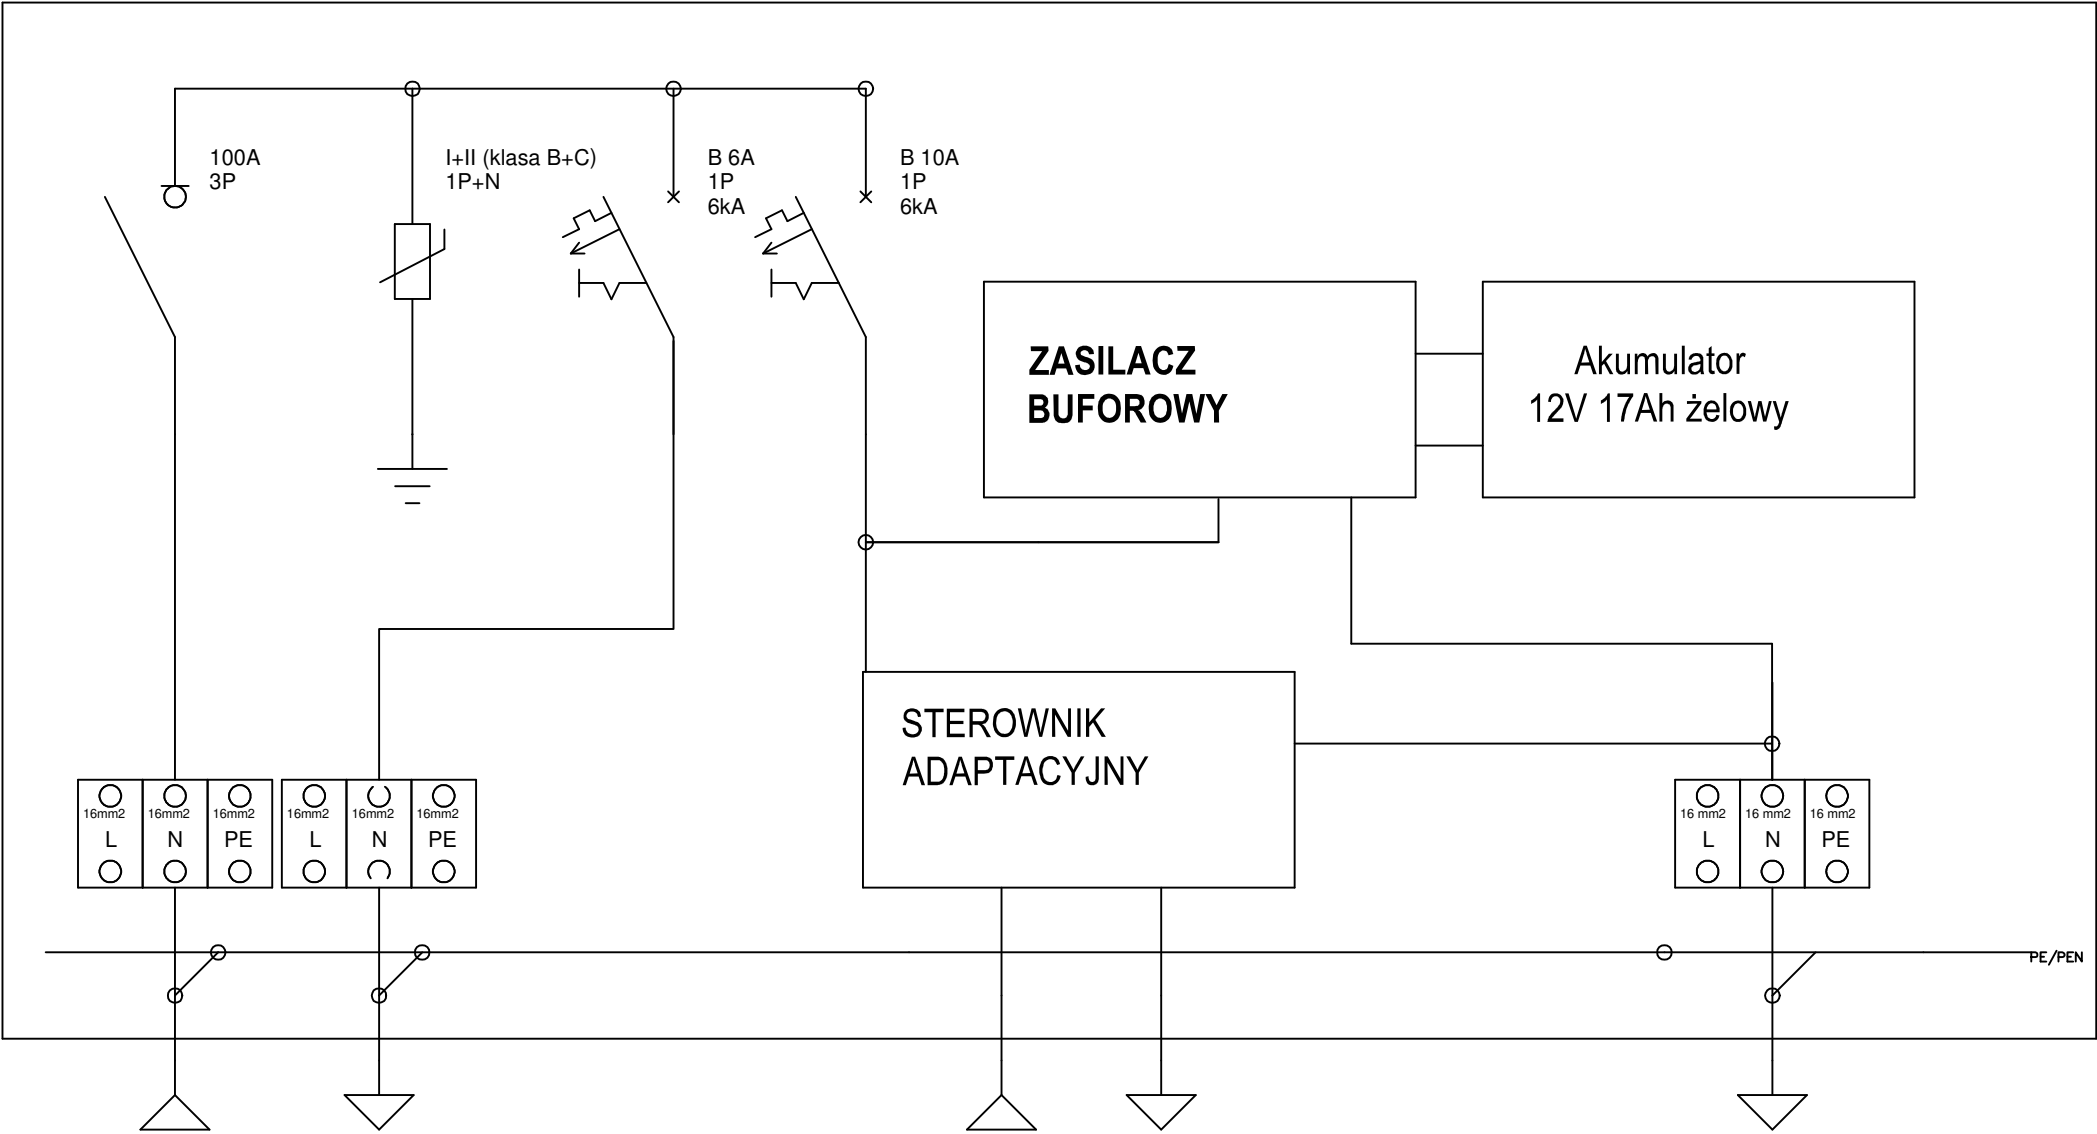 100A
3P
I+II (klasa B+C)
1P+N
B 6A
1P
6kA
B 10A
1P
6kA
ZASILACZ
BUFOROWY
Akumulator
12V 17Ah żelowy
STEROWNIK
ADAPTACYJNY
16mm2 16mm2 16mm2
L N PE
16mm2 16mm2 16mm2
L N PE
16 mm2 16 mm2 16 mm2
L N PE
PE/PEN